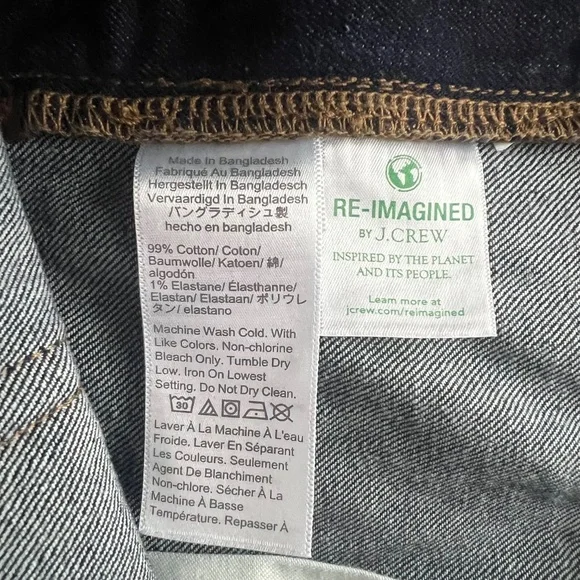 Made In Bangladesh
Fabriqué Au Bangladesh
Hergestellt In Bangladesch
Vervaardigd In Bangladesh
バングラディシュ製
hecho en bangladesh
99% Cotton/ Coton/
Baumwolle/ Katoen/ 綿/
algodón
1% Elastane/ Élasthanne/
Elastan/ Elastaan/ ポリウレ
タン/ elastano
Machine Wash Cold. With
Like Colors. Non-chlorine
Bleach Only. Tumble Dry
Low. Iron On Lowest
Setting. Do Not Dry Clean.
30
Laver À La Machine À L'eau
Froide. Laver En Séparant
Les Couleurs. Seulement
Agent De Blanchiment
Non-chlore. Sécher À La
Machine À Basse
Température. Repasser À
RE-IMAGINED
BY J.CREW
INSPIRED BY THE PLANET
AND ITS PEOPLE.
Learn more at
jcrew.com/reimagined